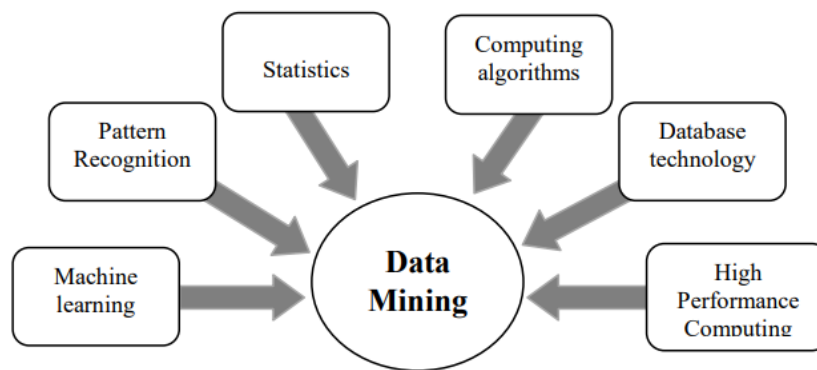 Statistics
Computing
algorithms
Pattern
Recognition
Database
technology
Machine
learning
Data
Mining
High
Performance
Computing